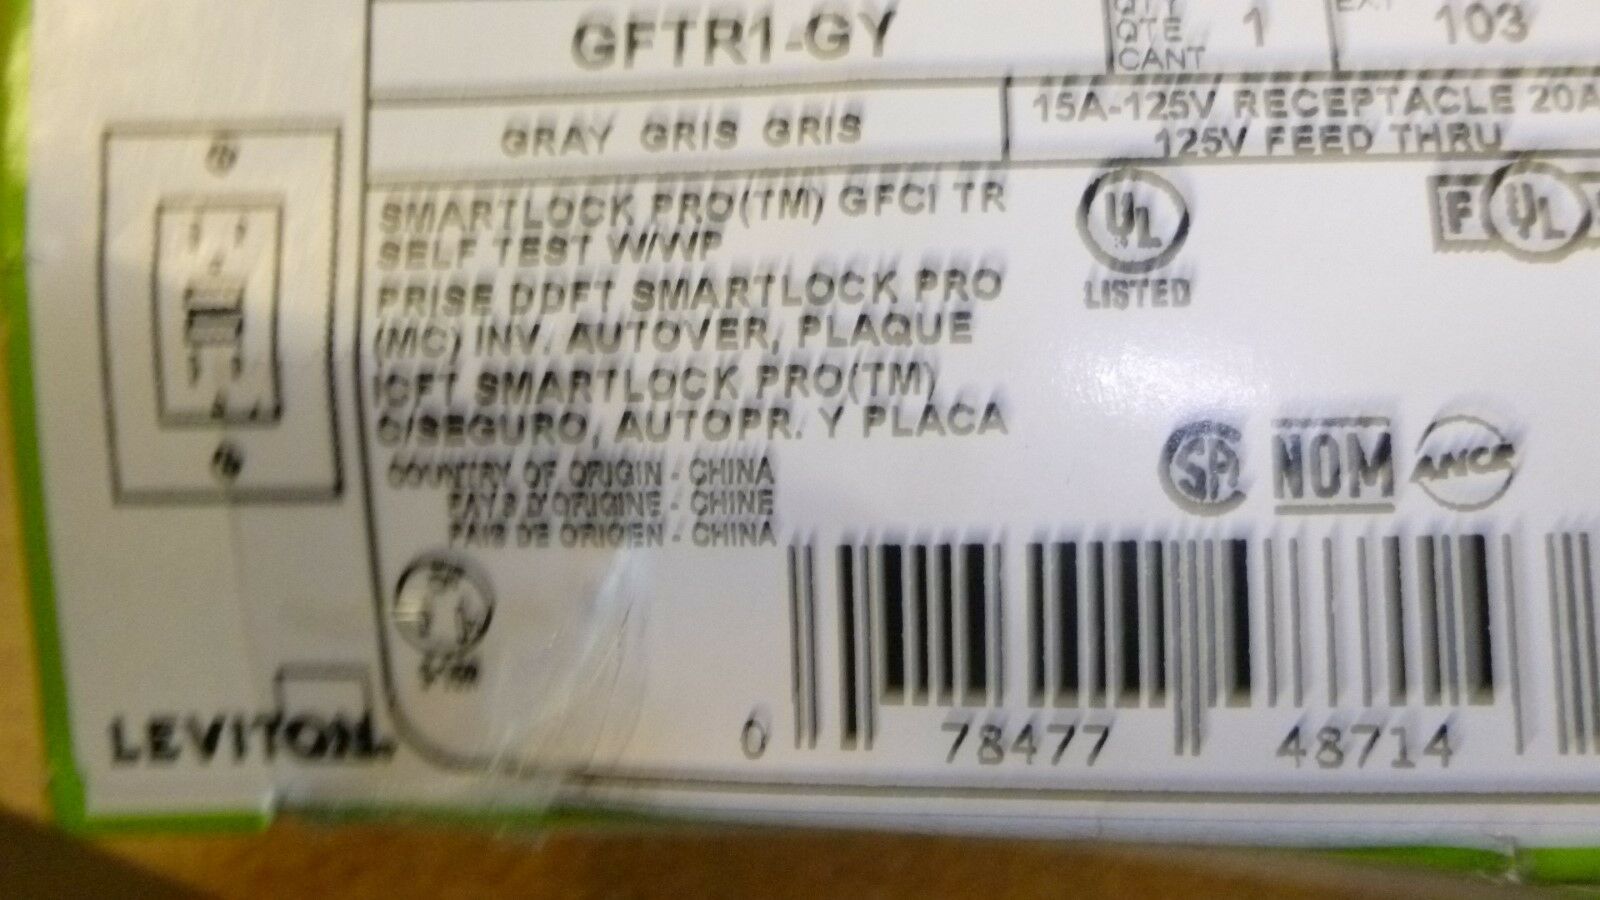 GFTR1-GY
QTY
QTE
CANT
1
103
GRAY GRIS GRIS
15A-125V RECEPTACLE 20A
125V FEED THRU
SMARTLOCK PRO(TM) GFCI TR
SELF TEST W/WP
PRISE DDFT SMARTLOCK PRO
(MC) INV. AUTOVER, PLAQUE
ICFT SMARTLOCK PRO(TM)
C/SEGURO, AUTOPR. Y PLACA
COUNTRY OF ORIGIN - CHINA
PAYS D'ORIGINE - CHINE
PAIS DE ORIGEN - CHINA
UL
LISTED
F UL
SA NOM ANCE
LEVITON
0 78477 48714